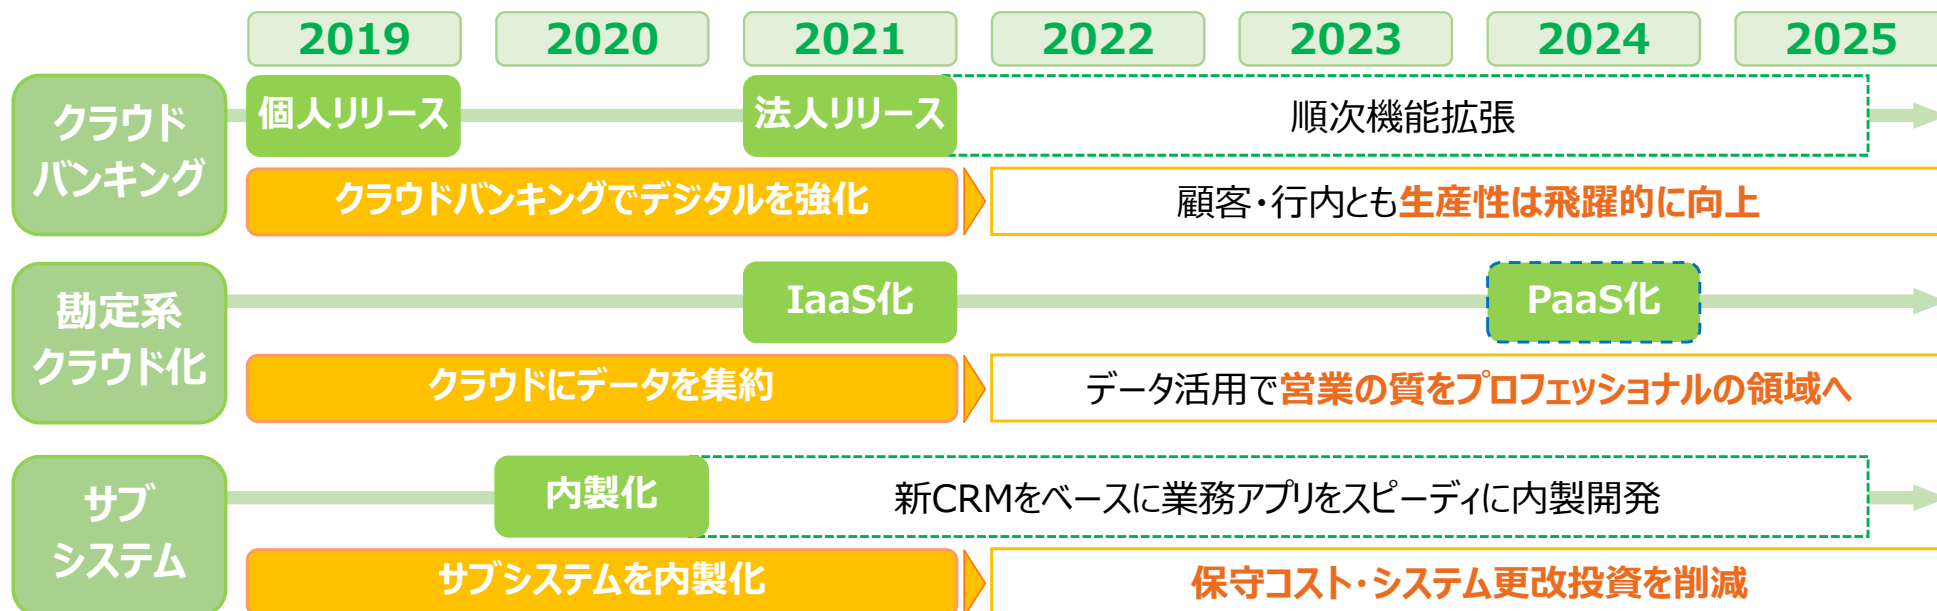 2019 2020 2021 2022 2023 2024 2025
クラウド
バンキング
個人リリース
法人リリース
順次機能拡張
クラウドバンキングでデジタルを強化
顧客・行内とも生産性は飛躍的に向上
勘定系
クラウド化
IaaS化
PaaS化
クラウドにデータを集約
データ活用で営業の質をプロフェッショナルの領域へ
サブ
システム
内製化
新CRMをベースに業務アプリをスピーディに内製開発
サブシステムを内製化
保守コスト・システム更改投資を削減